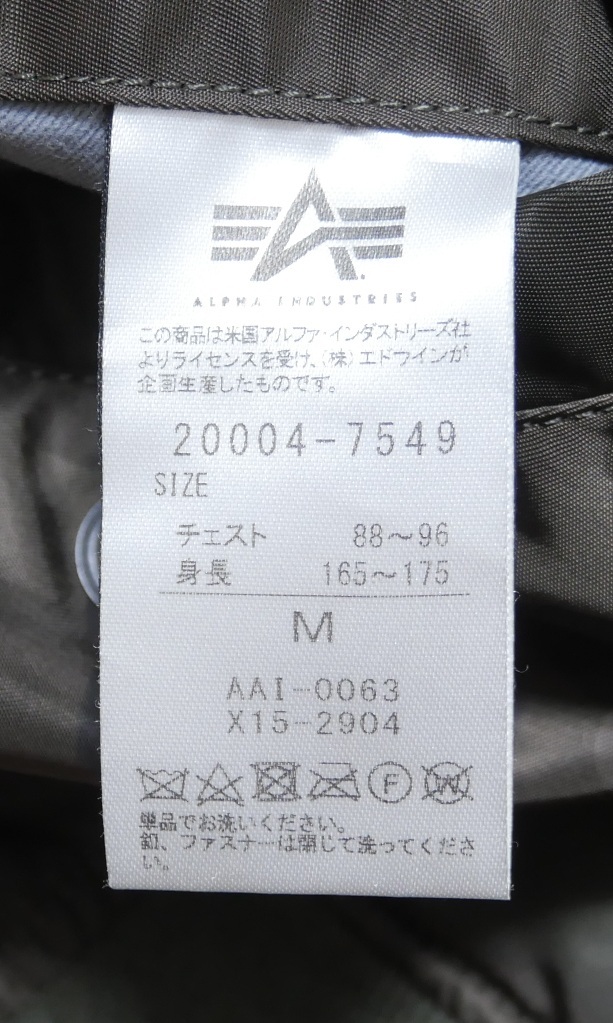 ALPHA INDUSTRIES
この商品は米国アルファ・インダストリーズ社
よりライセンスを受け、(株)エドウインが
企画生産したものです。
20004-7549
SIZE
チェスト 88〜96
身長 165〜175
M
AAI-0063
X15-2904
F W
単品でお洗いください。
釦、ファスナーは閉じて洗ってくださ
い。